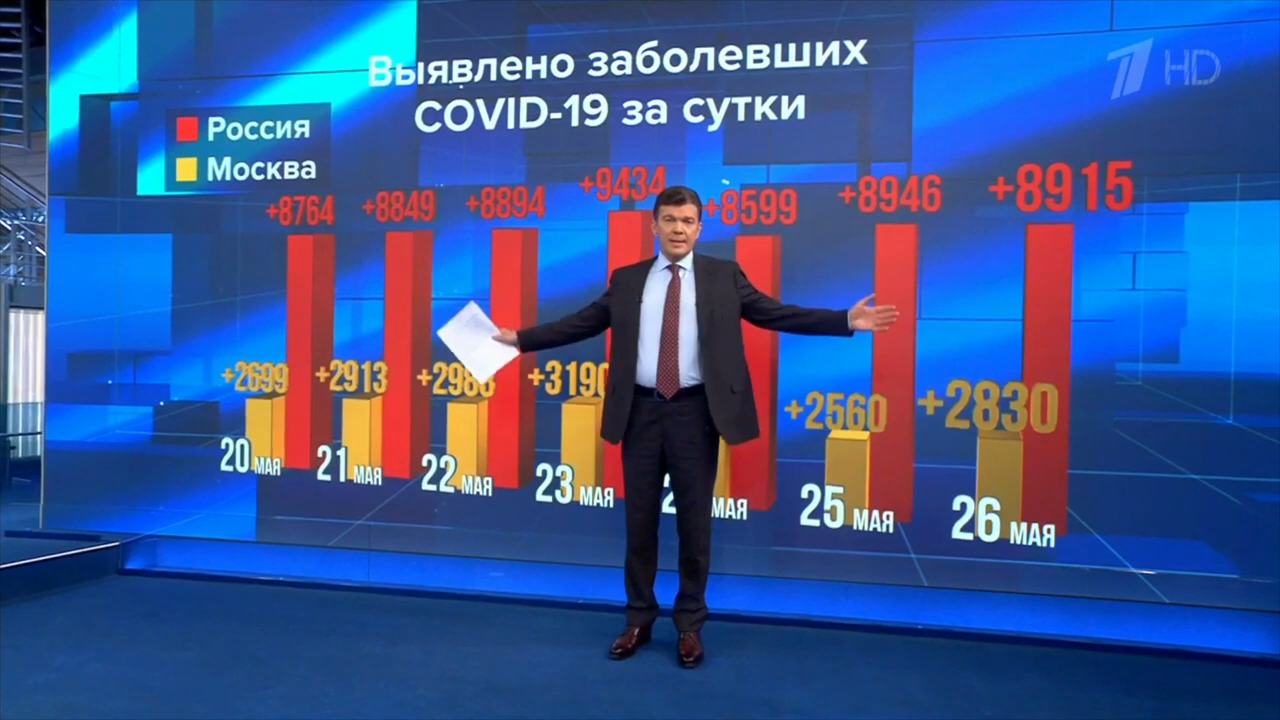 1 HD
Выявлено заболевших
COVID-19 за сутки
Россия
Москва
+8764
+8849
+8894
+9434
+8599
+8946
+8915
+2699
+2913
+3190
+2560
+2830
20 МАЯ
21 МАЯ
22 МАЯ
23 МАЯ
МАЯ
25 МАЯ
26 МАЯ